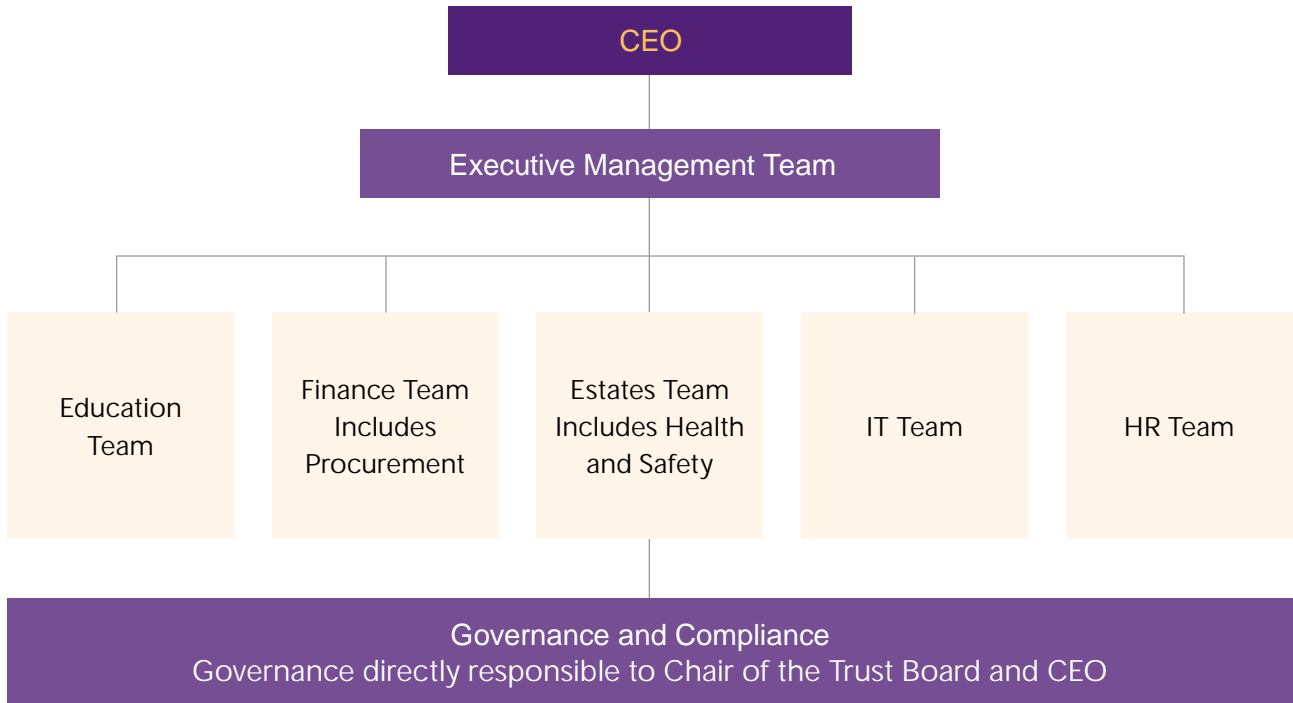 CEO
Executive Management Team
Education
Team
Finance Team
Includes
Procurement
Estates Team
Includes Health
and Safety
IT Team
HR Team
Governance and Compliance
Governance directly responsible to Chair of the Trust Board and CEO